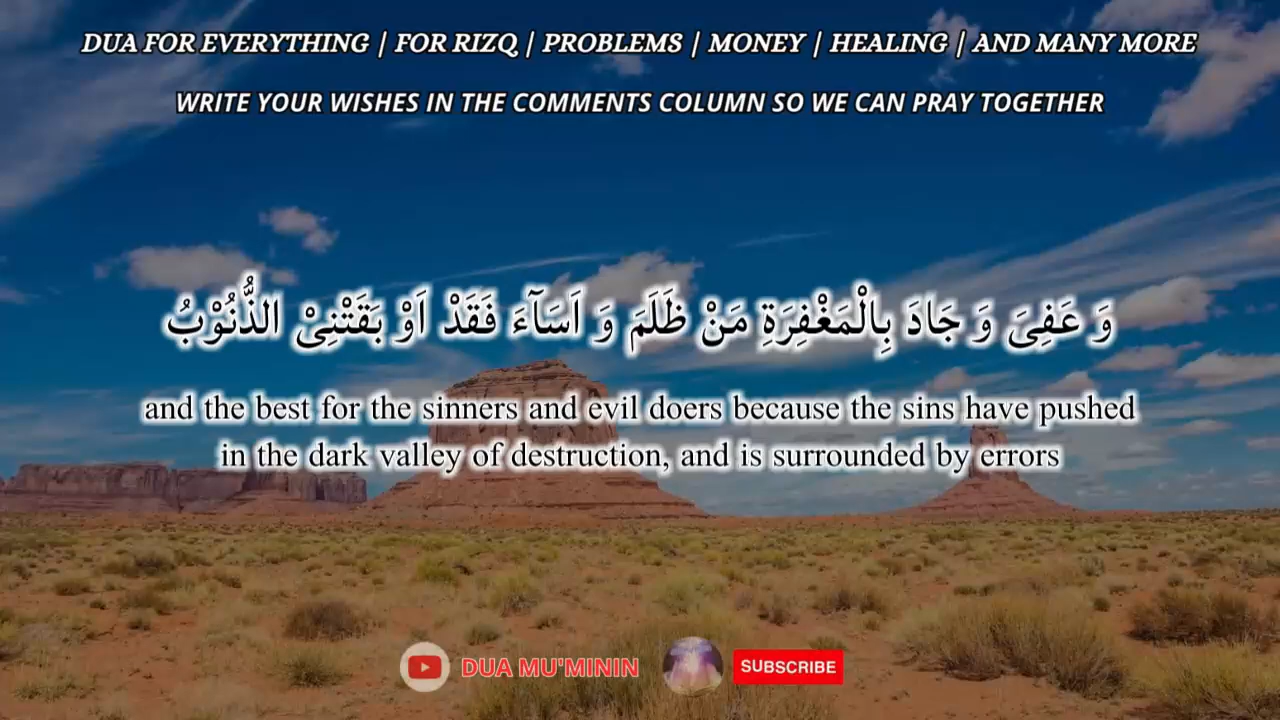 DUA FOR EVERYTHING | FOR RIZQ | PROBLEMS | MONEY | HEALING | AND MANY MORE
WRITE YOUR WISHES IN THE COMMENTS COLUMN SO WE CAN PRAY TOGETHER
وَ عَفِیَ وَ جَادَ بِالْمَغْفِرَةِ مَنْ ظَلَمَ وَ اَسَآءَ فَقَدْ اَوْ بَقَتْنِیْ الذُّنُوْبُ
and the best for the sinners and evil doers because the sins have pushed
in the dark valley of destruction, and is surrounded by errors
DUA MU'MININ
SUBSCRIBE